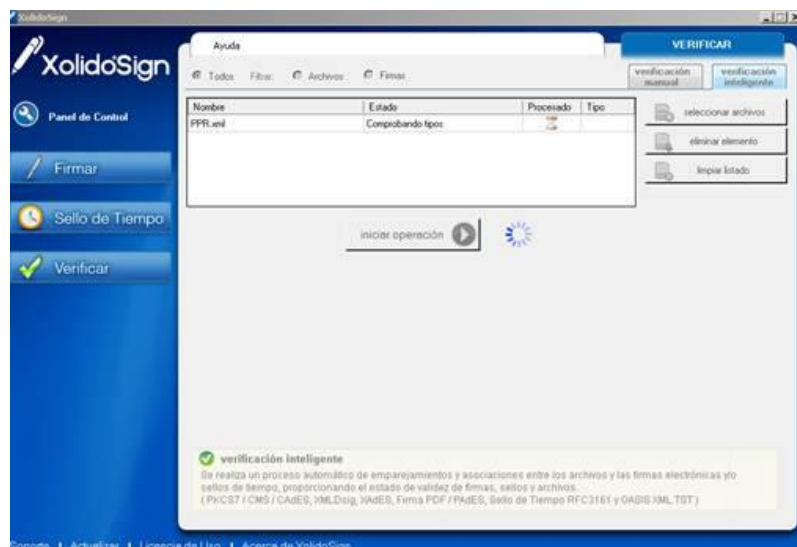 XolidoSign
XolidoSign
Panel de Control
Firmar
Sello de Tiempo
Verificar
Ayuda
VERIFICAR
Todos Filtrar: Archivos Firmas
verificación
manual
verificación
inteligente
Nombre Estado Procesado Tipo
PPR.xml Comprobando tipos
seleccionar archivos
eliminar elemento
limpiar listado
iniciar operación
verificación inteligente
Se realiza un proceso automático de emparejamientos y asociaciones entre los archivos y las firmas electrónicas y/o
sellos de tiempo, proporcionando el estado de validez de firmas, sellos y archivos.
(PKCS7 / CMS / CAdES, XMLDsig, XAdES, Firma PDF / PAdES, Sello de Tiempo RFC3161 y OASIS XML TST)
Soporte | Actualizar | Licencia de Uso | Acerca de XolidoSign